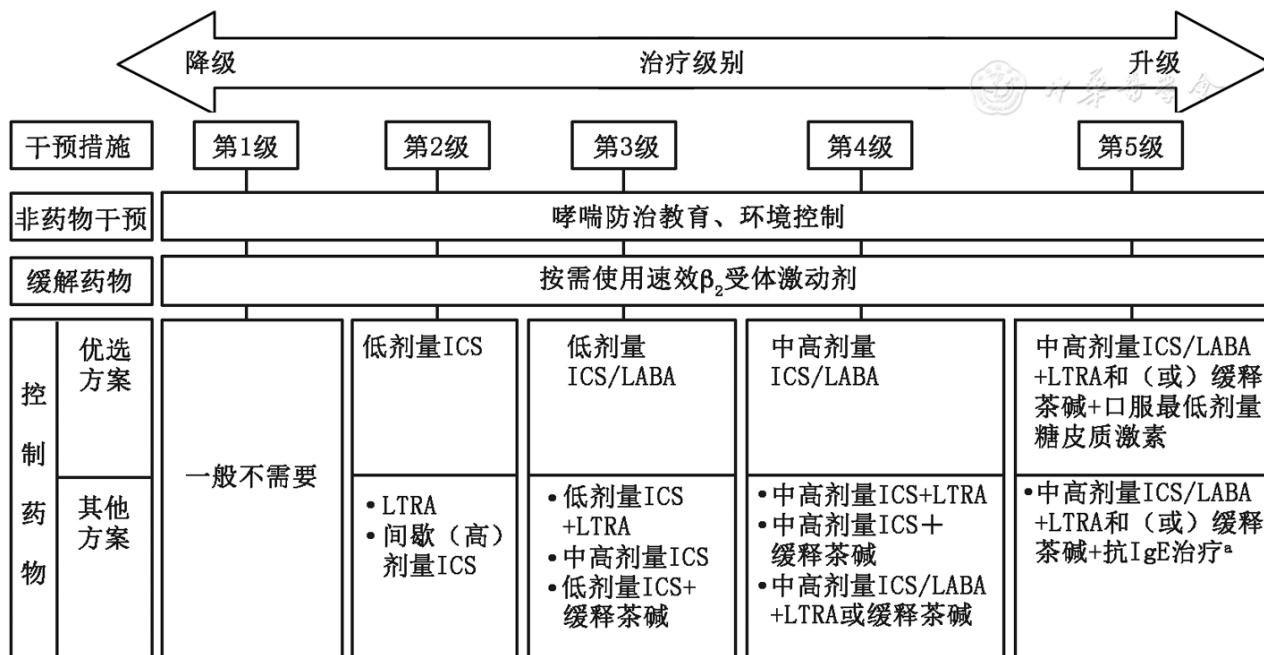 降级 治疗级别 升级
中华医学会
干预措施 第1级 第2级 第3级 第4级 第5级
非药物干预 哮喘防治教育、环境控制
缓解药物 按需使用速效β₂受体激动剂
控制药物
优选
方案
一般不需要
低剂量ICS
低剂量
ICS/LABA
中高剂量
ICS/LABA
中高剂量ICS/LABA
+LTRA和（或）缓释
茶碱+口服最低剂量
糖皮质激素
其他
方案
•LTRA
•间歇（高）
剂量ICS
•低剂量ICS
+LTRA
•中高剂量ICS
•低剂量ICS+
缓释茶碱
•中高剂量ICS+LTRA
•中高剂量ICS＋
缓释茶碱
•中高剂量ICS/LABA
+LTRA或缓释茶碱
•中高剂量ICS/LABA
+LTRA和（或）缓释
茶碱+抗IgE治疗ᵃ